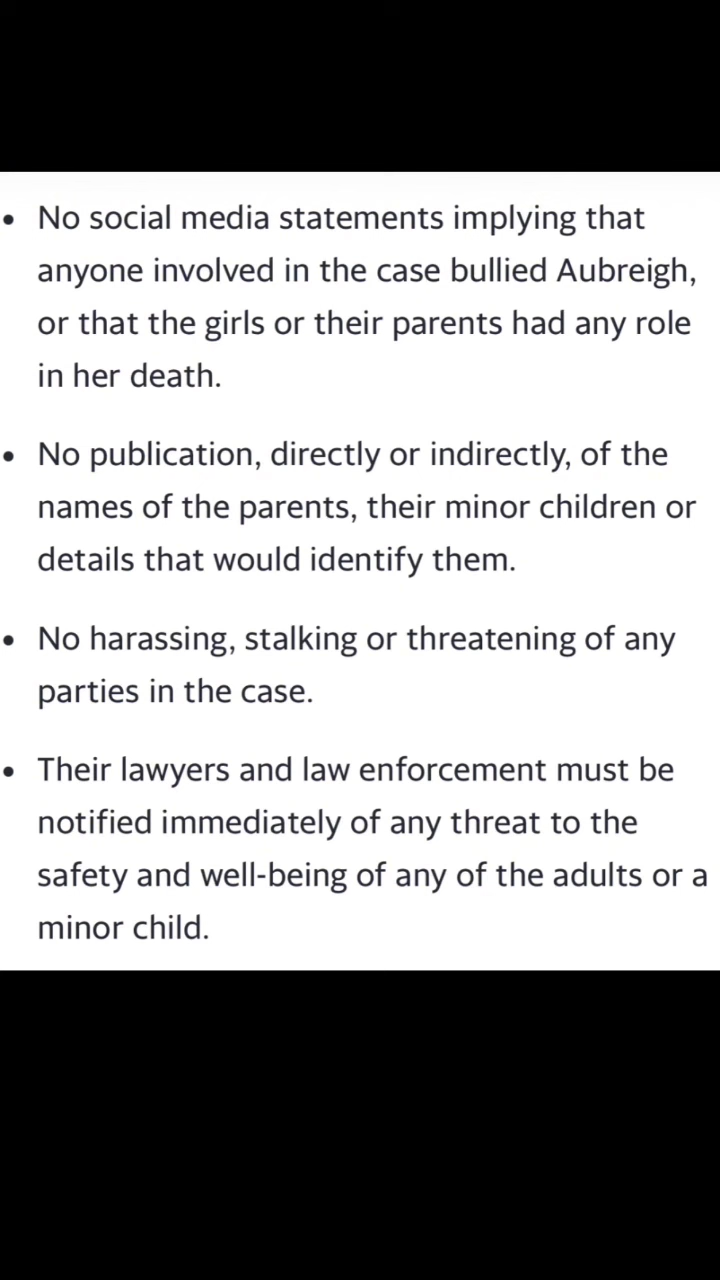 • No social media statements implying that
anyone involved in the case bullied Aubreigh,
or that the girls or their parents had any role
in her death.
• No publication, directly or indirectly, of the
names of the parents, their minor children or
details that would identify them.
• No harassing, stalking or threatening of any
parties in the case.
• Their lawyers and law enforcement must be
notified immediately of any threat to the
safety and well-being of any of the adults or a
minor child.